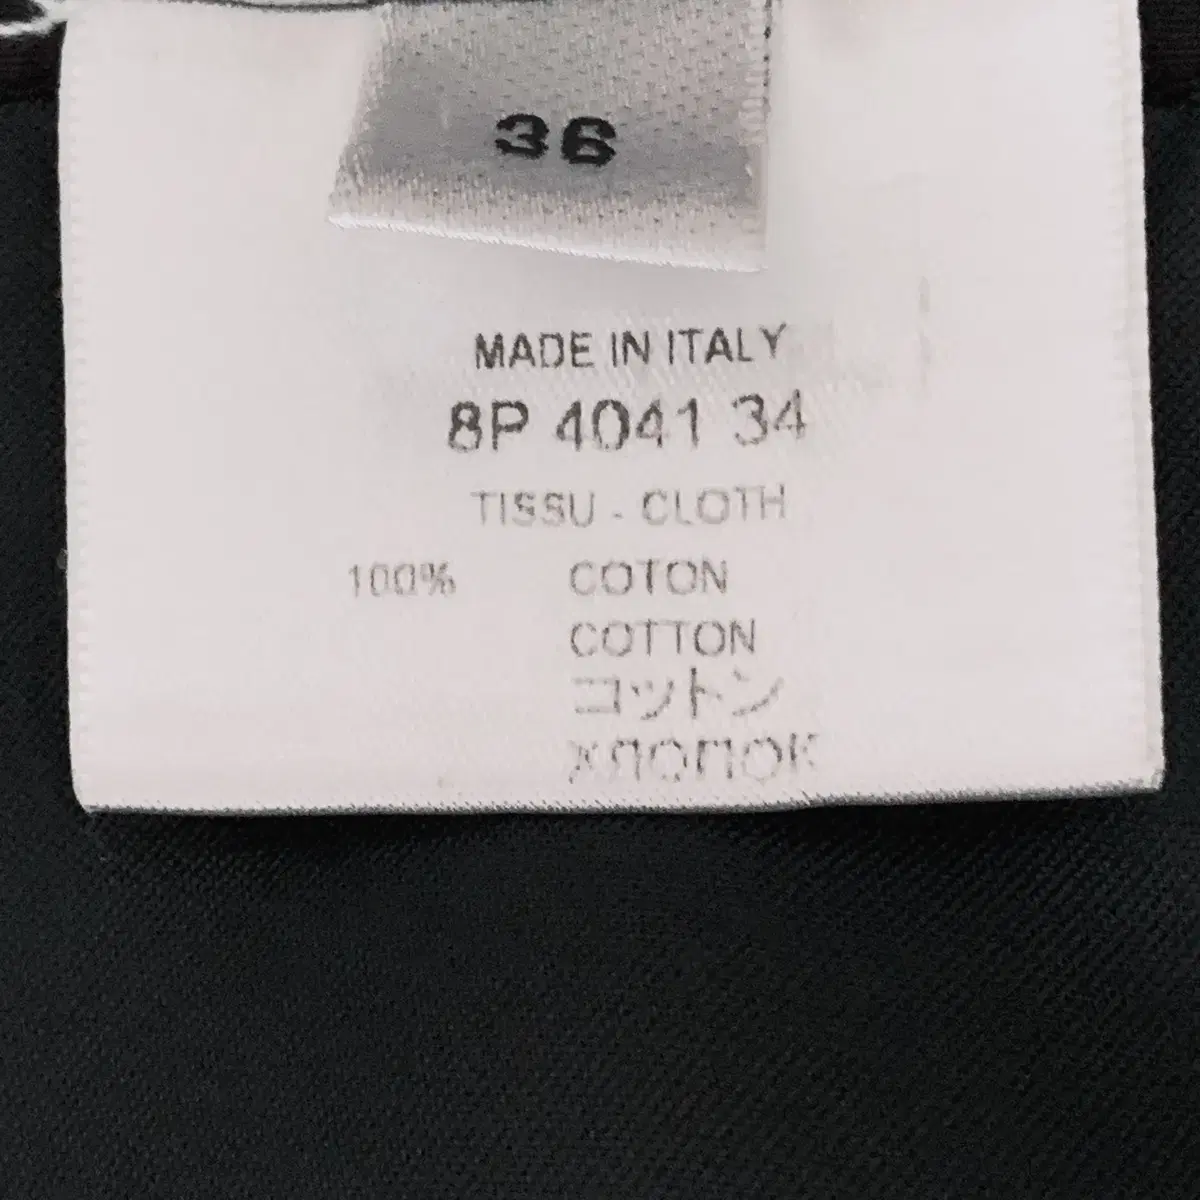 36
MADE IN ITALY
8P 4041 34
TISSU - CLOTH
100% COTON
COTTON
コットン
ХЛОПОК